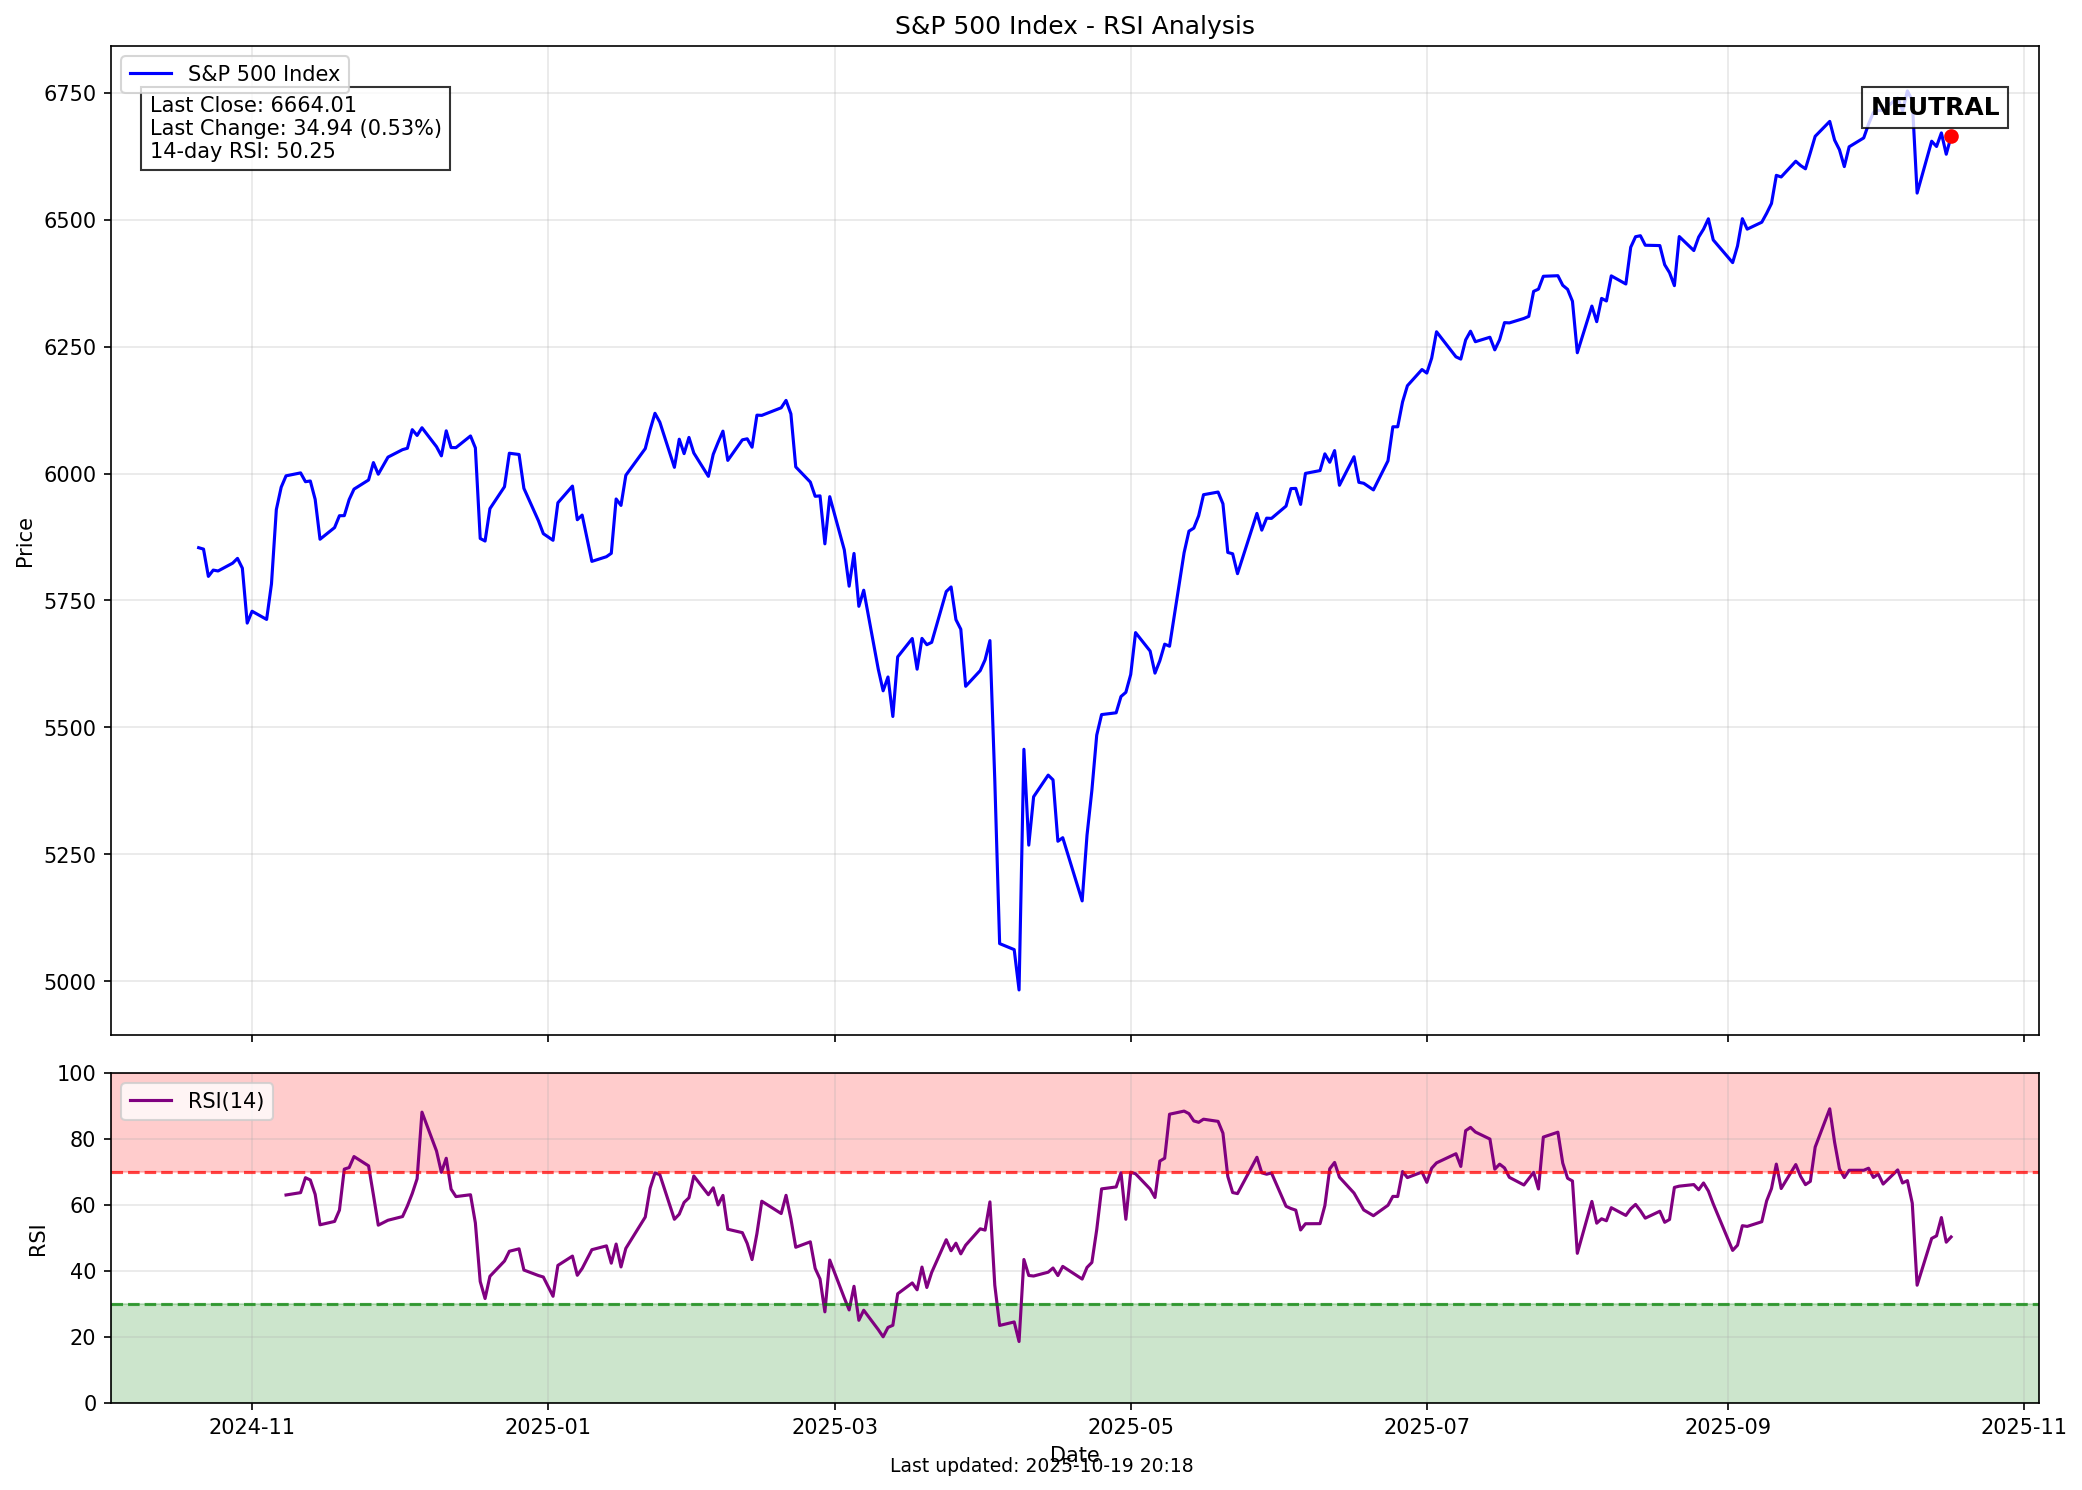 S&P 500 Index - RSI Analysis
S&P 500 Index
Last Close: 6664.01
Last Change: 34.94 (0.53%)
14-day RSI: 50.25
NEUTRAL
Price
6750
6500
6250
6000
5750
5500
5250
5000
RSI(14)
RSI
100
80
60
40
20
0
2024-11
2025-01
2025-03
2025-05
2025-07
2025-09
2025-11
Date
Last updated: 2025-10-19 20:18